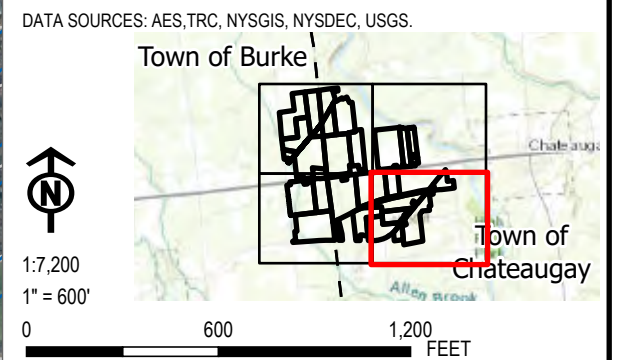 DATA SOURCES: AES,TRC, NYSGIS, NYSDEC, USGS.
Town of Burke
Chateauga
N
Town of
Chateaugay
Allen Brook
1:7,200
1" = 600'
0 600 1,200
FEET